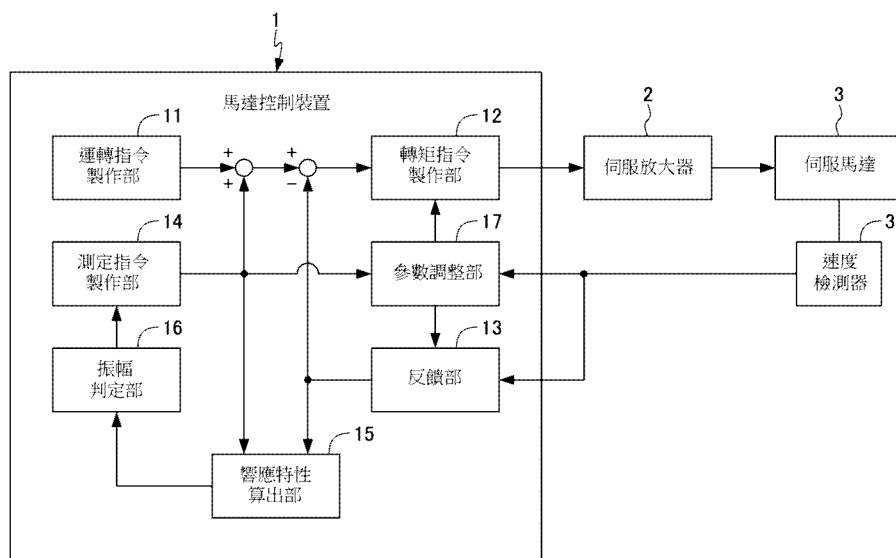 1
馬達控制裝置
11
運轉指令
製作部
+
+
+
−
12
轉矩指令
製作部
2
伺服放大器
3
伺服馬達
14
測定指令
製作部
17
參數調整部
3
速度
檢測器
16
振幅
判定部
13
反饋部
15
響應特性
算出部